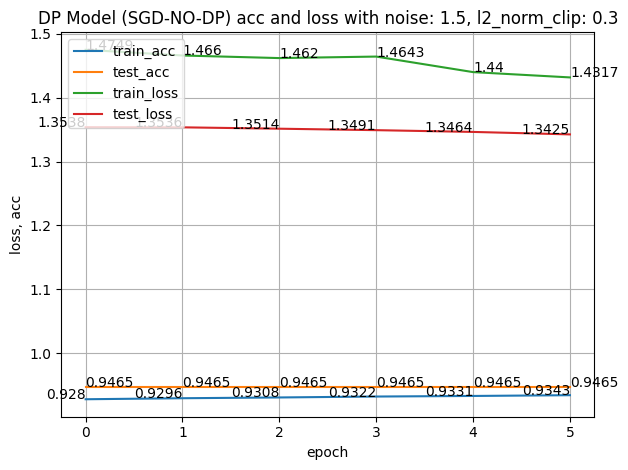 DP Model (SGD-NO-DP) acc and loss with noise: 1.5, l2_norm_clip: 0.3
1.5
1.4
1.3
1.2
1.1
1.0
loss, acc
train_acc
test_acc
train_loss
test_loss
1.4749 1.466 1.462 1.4643 1.44 1.4317
1.3538 1.3536 1.3514 1.3491 1.3464 1.3425
0.9465 0.9465 0.9465 0.9465 0.9465 0.9465
0.928 0.9296 0.9308 0.9322 0.9331 0.9343
0 1 2 3 4 5
epoch